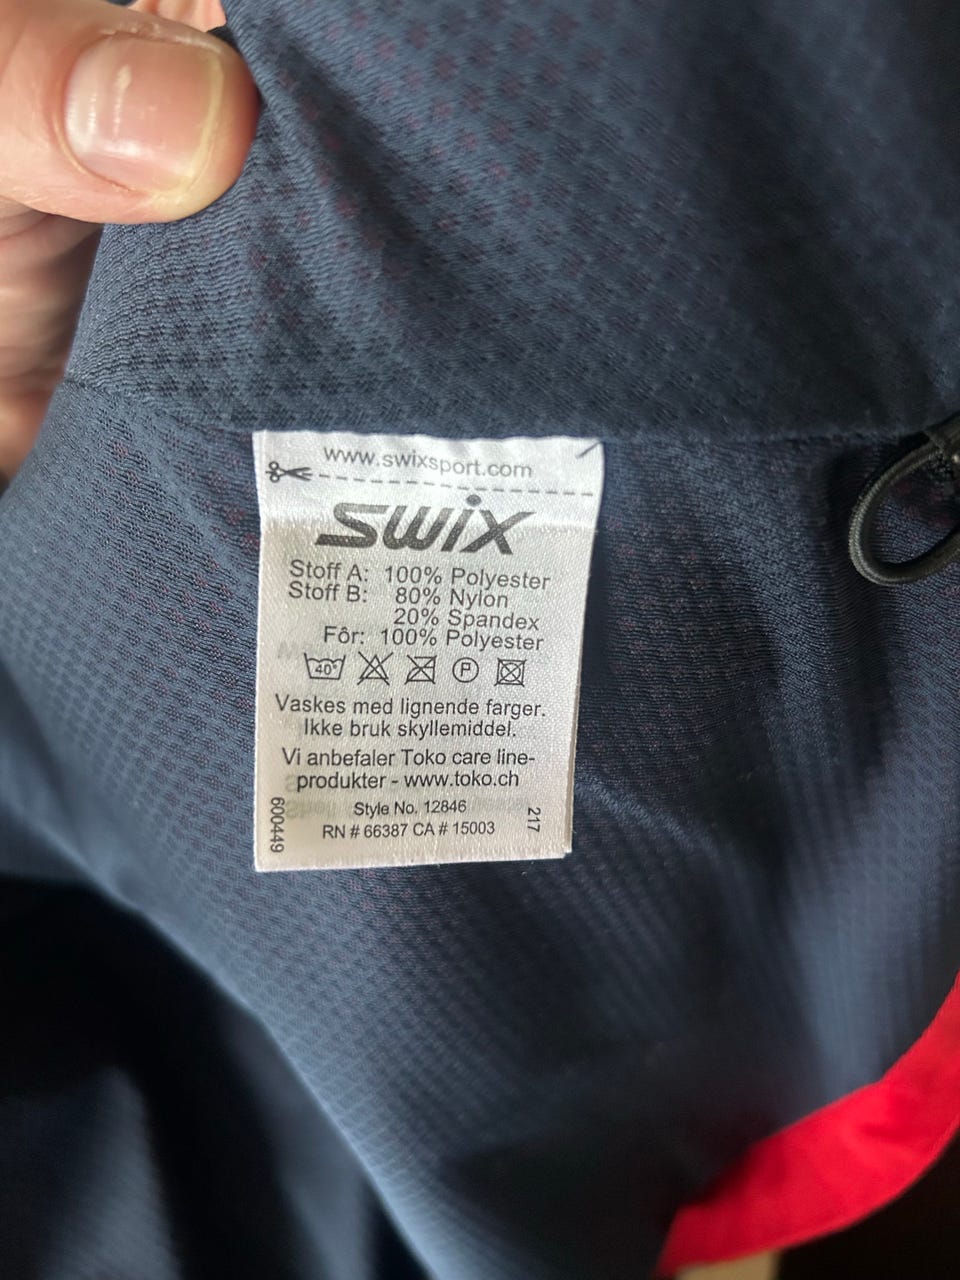 www.swixsport.com
SWIX
Stoff A: 100% Polyester
Stoff B: 80% Nylon
20% Spandex
Fôr: 100% Polyester
40° P
Vaskes med lignende farger.
Ikke bruk skyllemiddel.
Vi anbefaler Toko care line-
produkter - www.toko.ch
Style No. 12846
RN # 66387 CA # 15003
600449
217